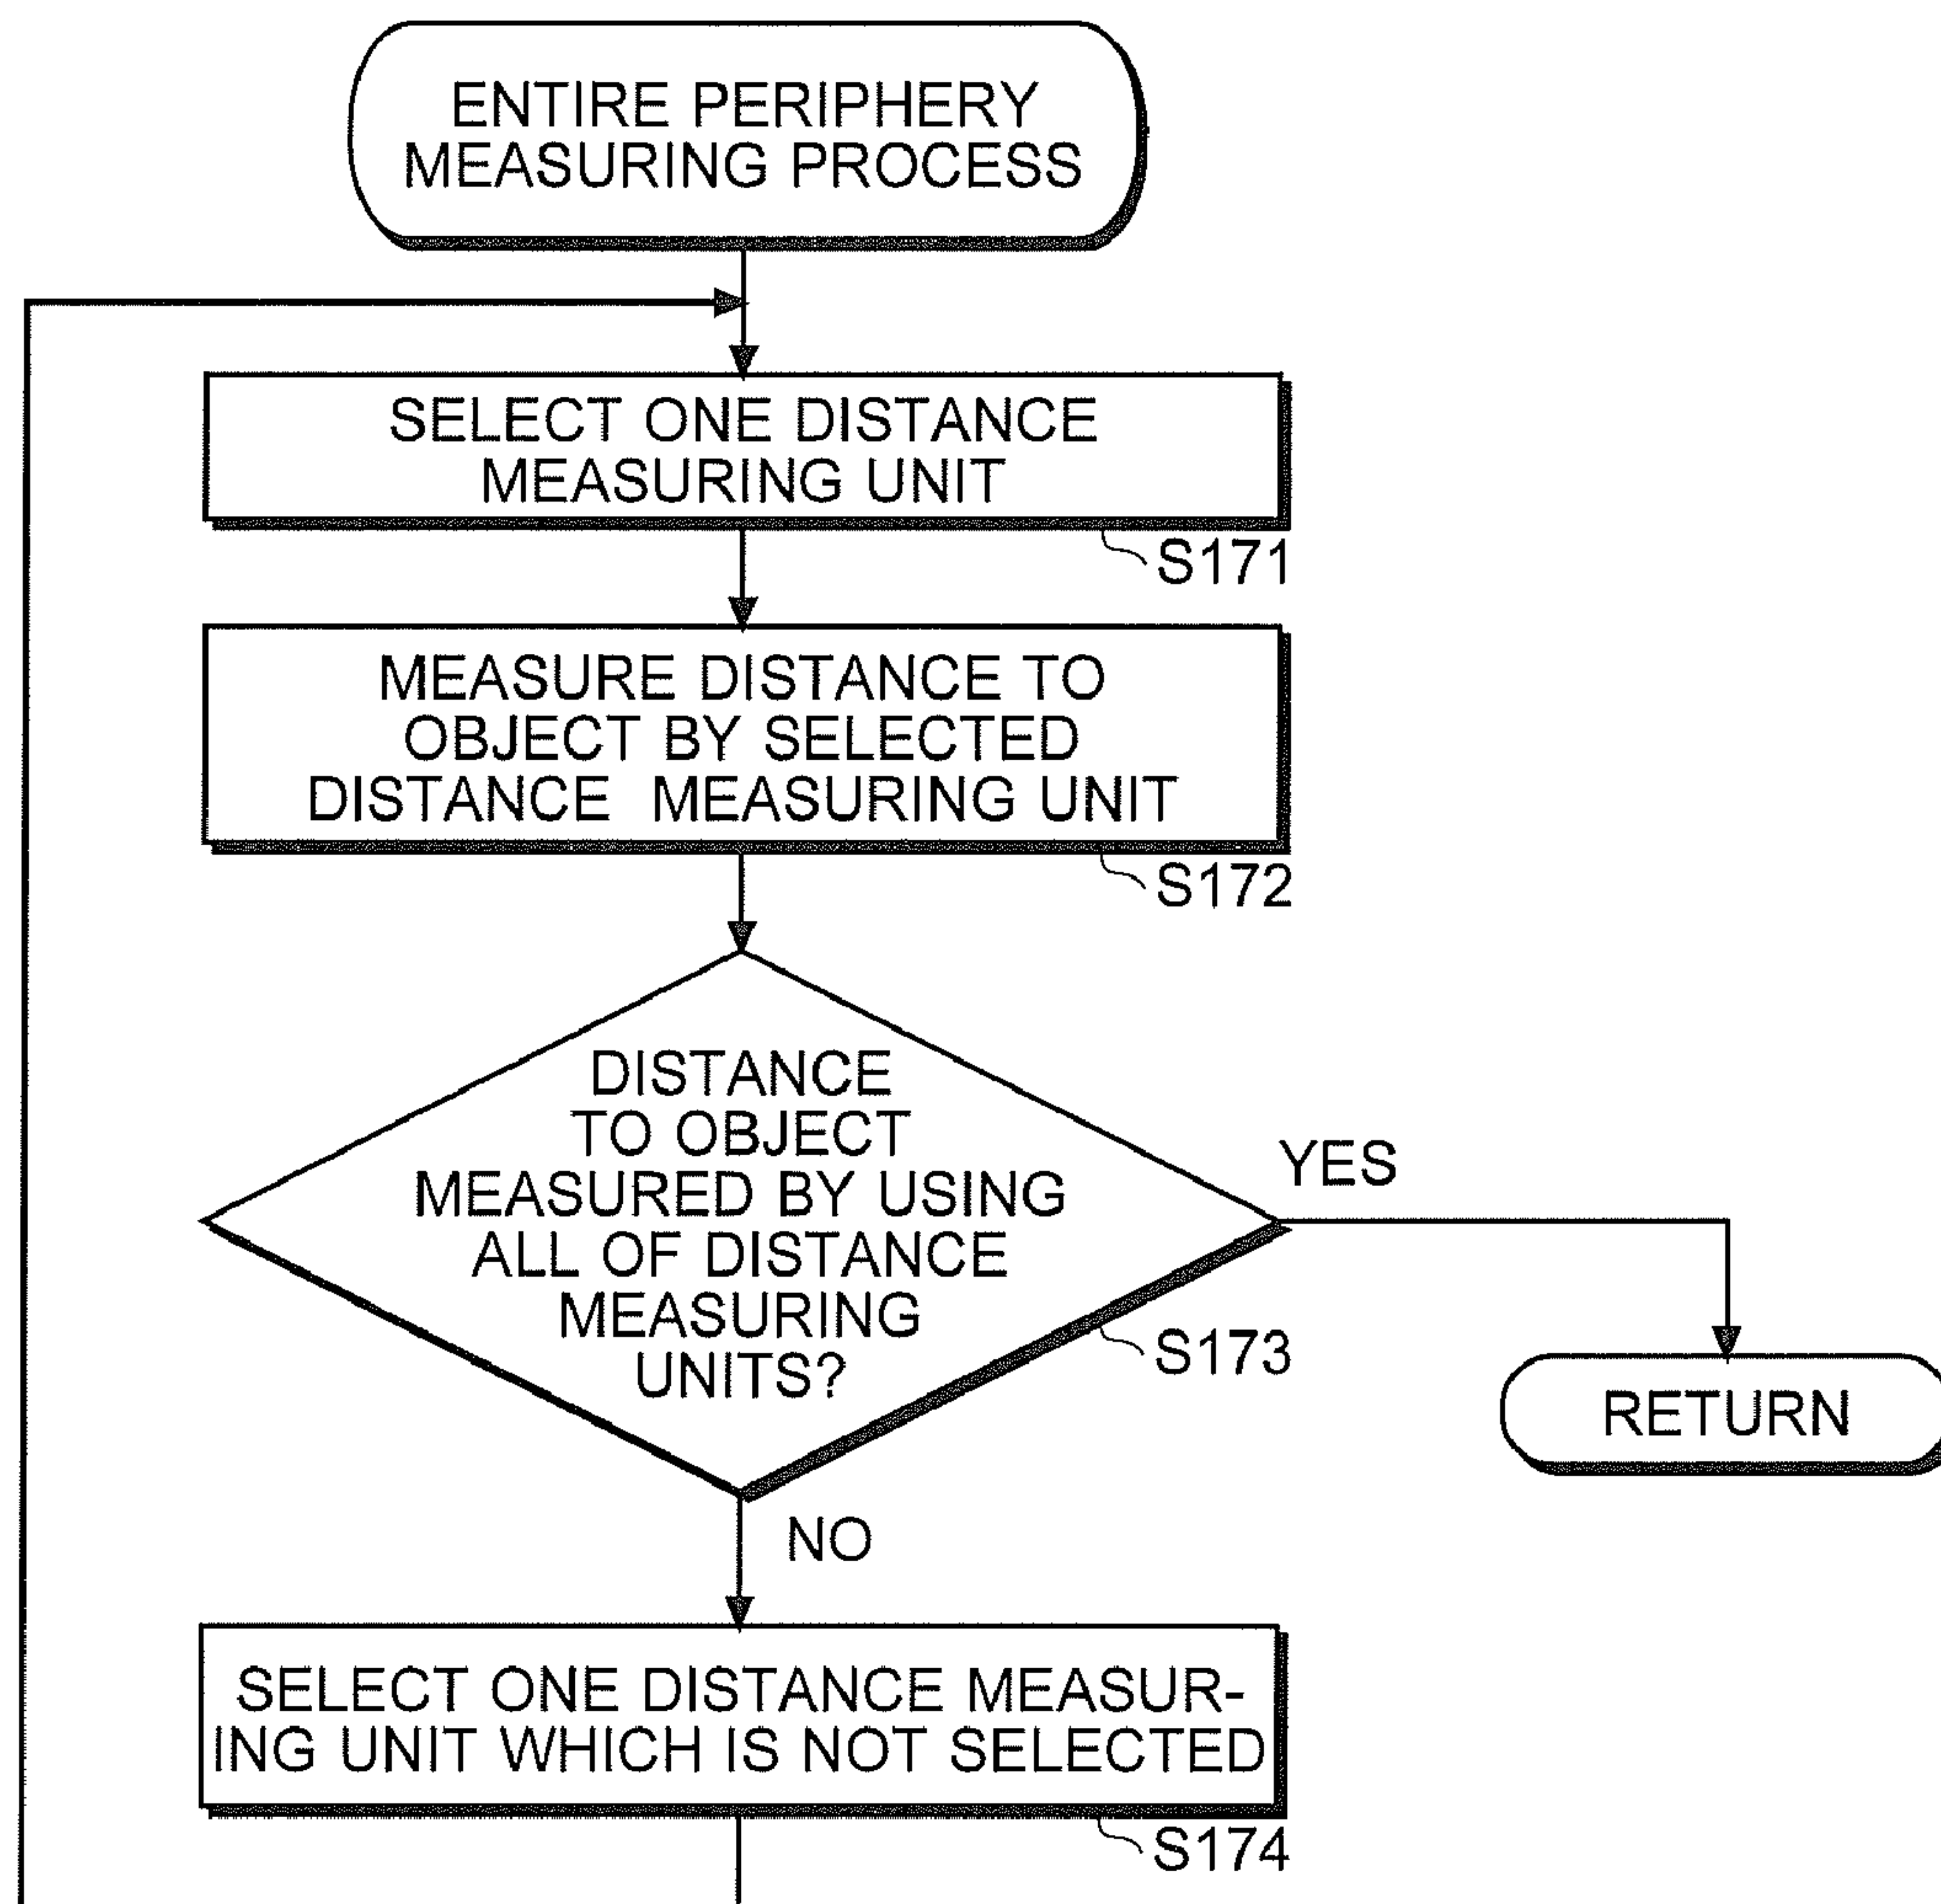 ENTIRE PERIPHERY
MEASURING PROCESS
SELECT ONE DISTANCE
MEASURING UNIT
S171
MEASURE DISTANCE TO
OBJECT BY SELECTED
DISTANCE MEASURING UNIT
S172
DISTANCE
TO OBJECT
MEASURED BY USING
ALL OF DISTANCE
MEASURING
UNITS?
YES
S173
RETURN
NO
SELECT ONE DISTANCE MEASUR-
ING UNIT WHICH IS NOT SELECTED
S174